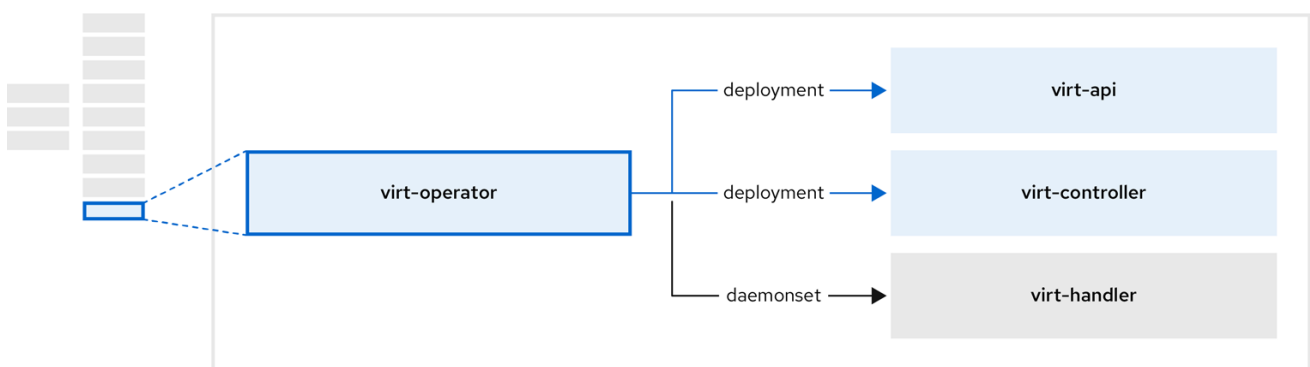 deployment
virt-api
virt-operator
deployment
virt-controller
daemonset
virt-handler